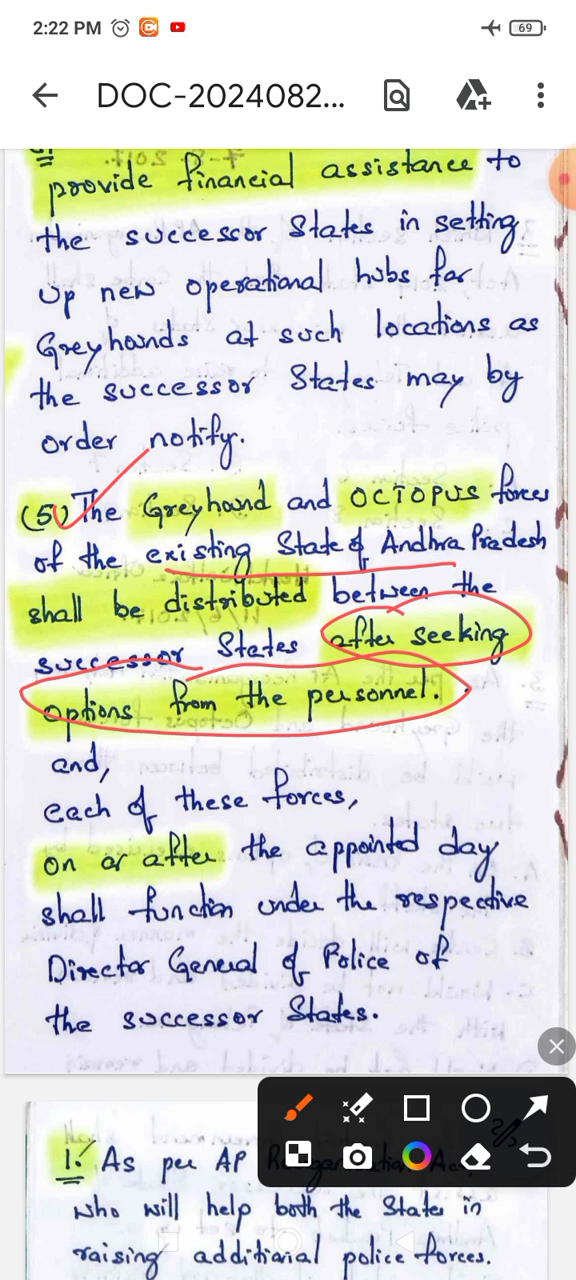 2:22 PM
69
DOC-2024082...
provide financial assistance to
the successor States in setting
up new operational hubs for
Greyhounds at such locations as
the successor States may by
order notify.
(5) The Greyhound and OCTOPUS forces
of the existing State of Andhra Pradesh
shall be distributed between the
successor States after seeking
options from the personnel.
and,
each of these forces,
on or after the appointed day
shall function under the respective
Director General of Police of
the successor States.
1. As per AP
who will help both the States in
raising additiarial police forces.